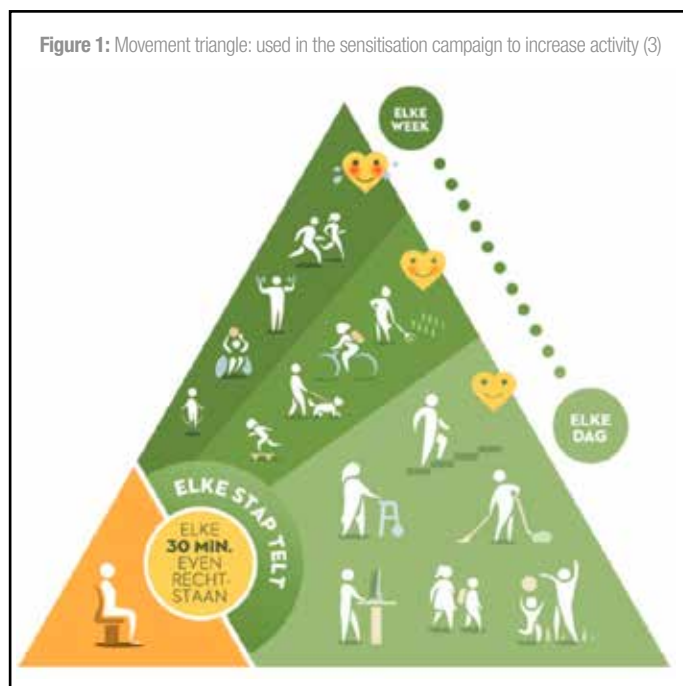 Figure 1: Movement triangle: used in the sensitisation campaign to increase activity (3)
ELKE
WEEK
ELKE
DAG
ELKE STAP TELT
ELKE
30 MIN.
EVEN
RECHT-
STAAN